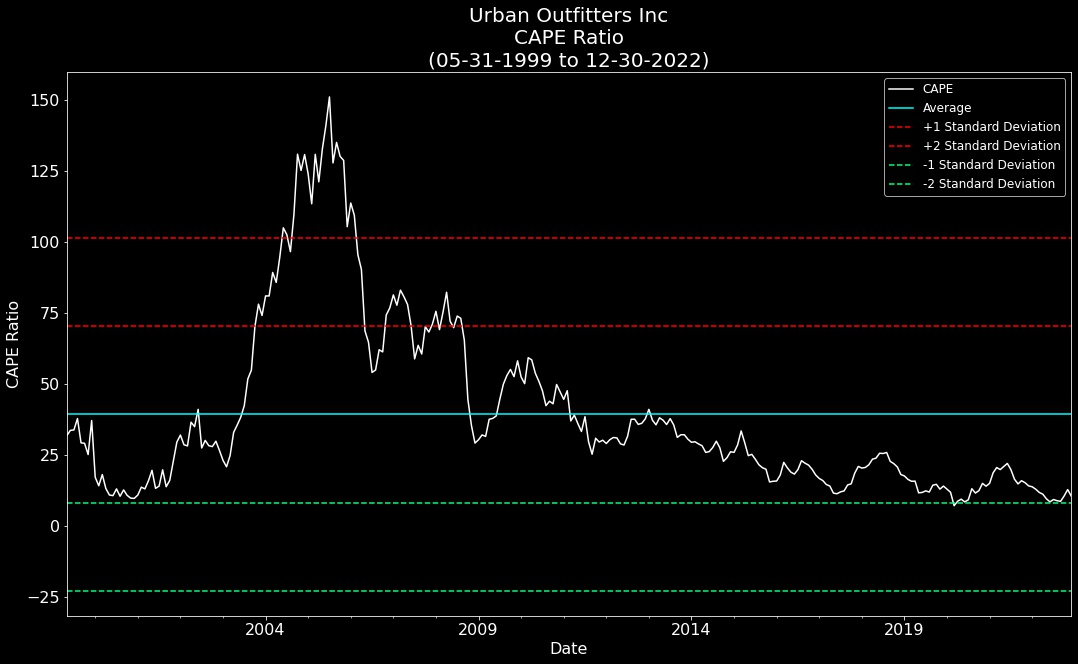 Urban Outfitters Inc
CAPE Ratio
(05-31-1999 to 12-30-2022)
CAPE
Average
+1 Standard Deviation
+2 Standard Deviation
-1 Standard Deviation
-2 Standard Deviation
150
125
100
75
50
25
0
−25
CAPE Ratio
2004
2009
2014
2019
Date